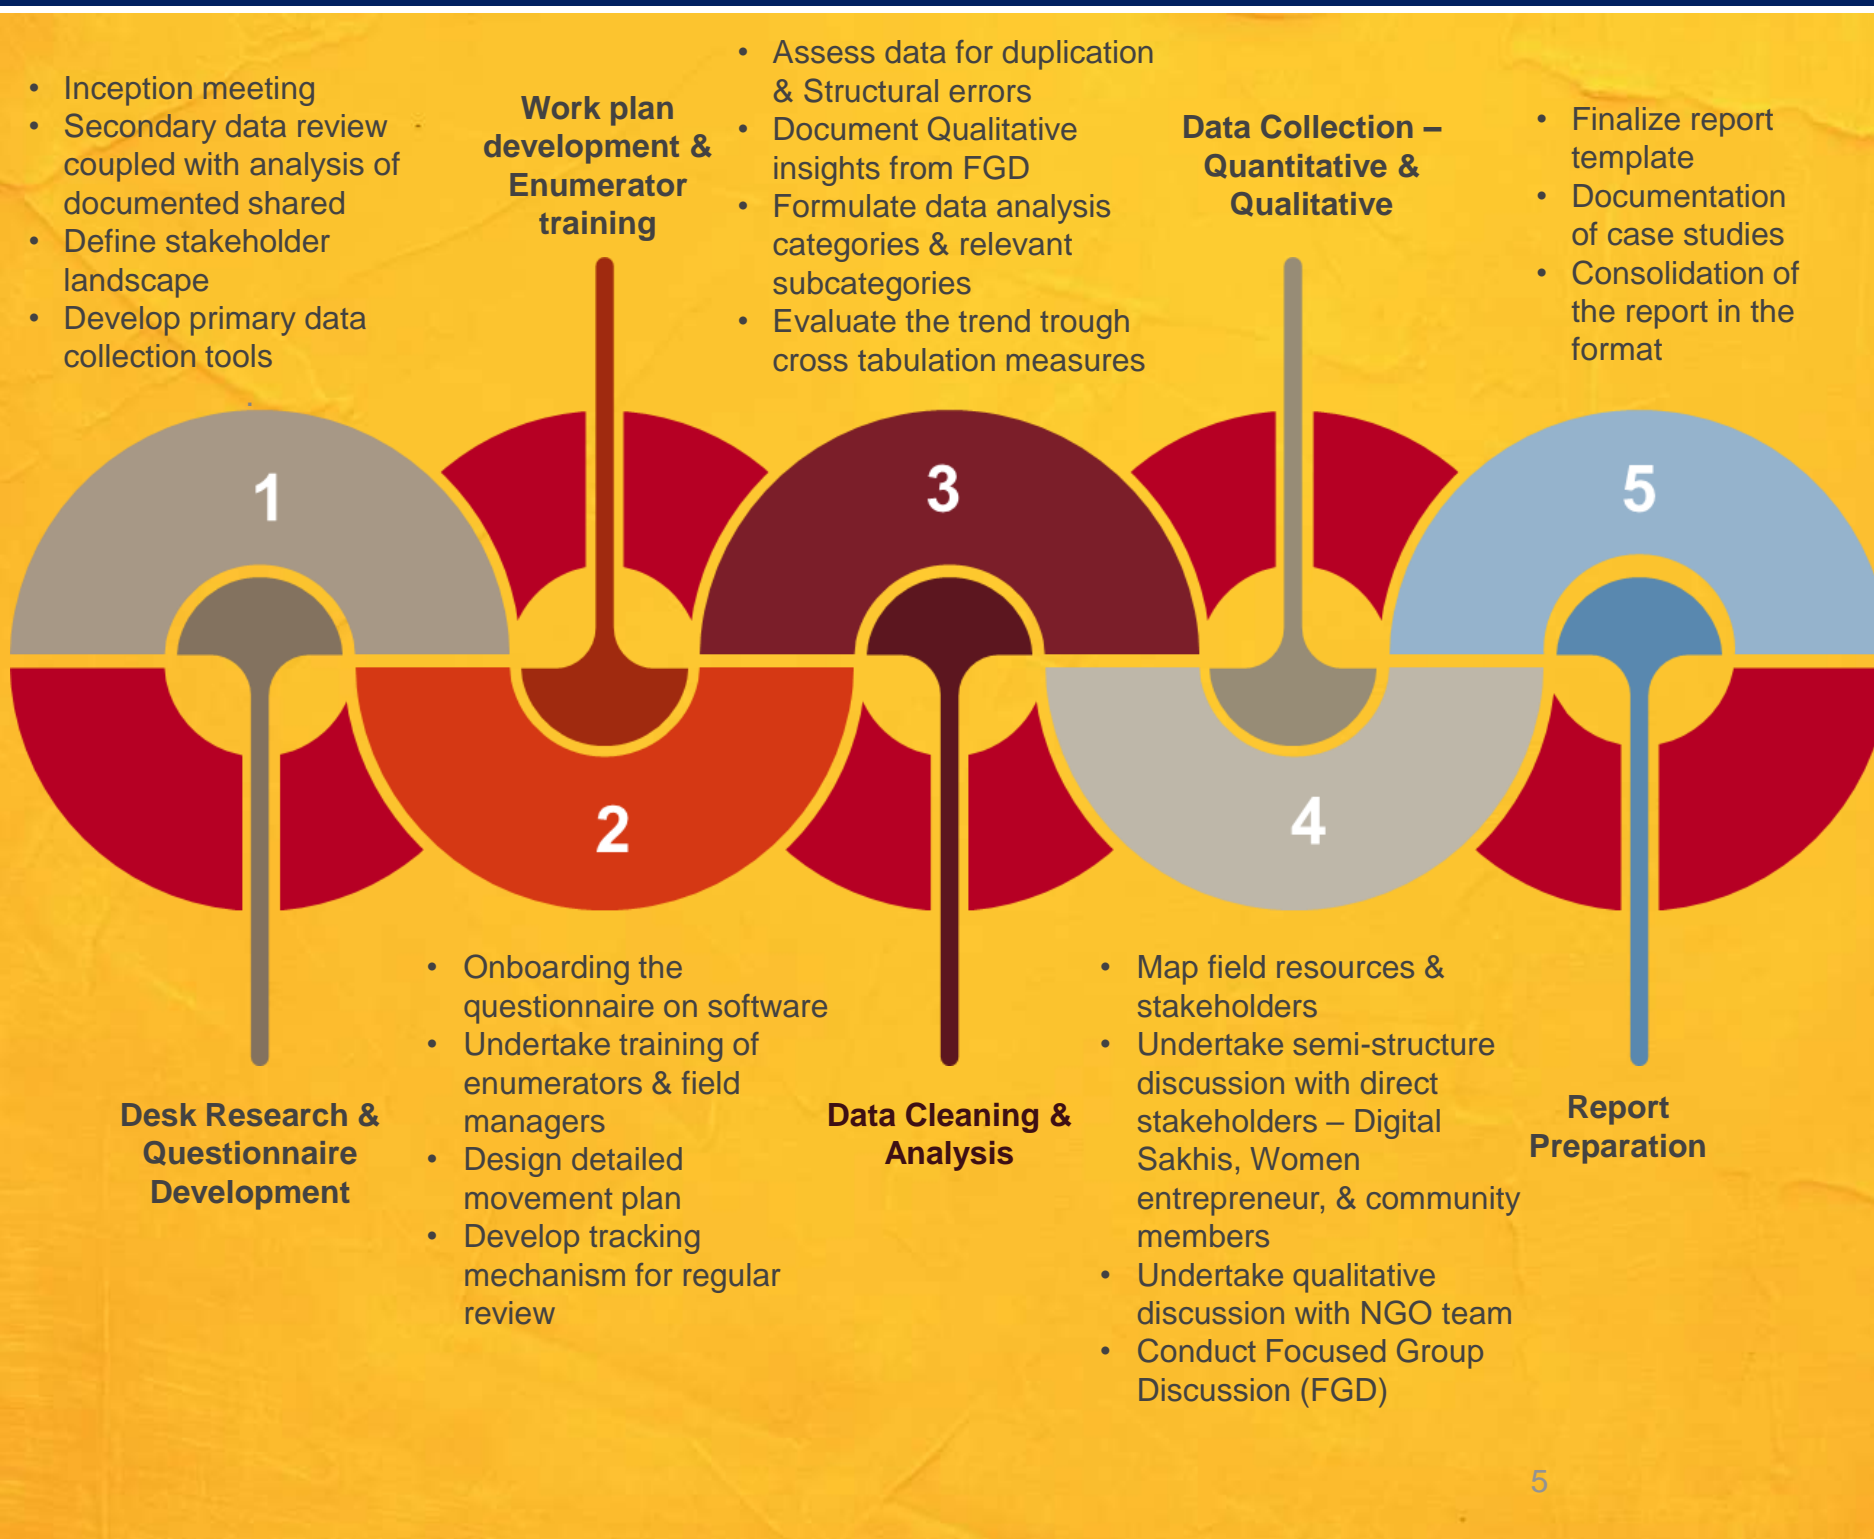 • Inception meeting
• Secondary data review
coupled with analysis of
documented shared
• Define stakeholder
landscape
• Develop primary data
collection tools
.
1
Desk Research &
Questionnaire
Development
Work plan
development &
Enumerator
training
2
• Onboarding the
questionnaire on software
• Undertake training of
enumerators & field
managers
• Design detailed
movement plan
• Develop tracking
mechanism for regular
review
• Assess data for duplication
& Structural errors
• Document Qualitative
insights from FGD
• Formulate data analysis
categories & relevant
subcategories
• Evaluate the trend trough
cross tabulation measures
3
Data Cleaning &
Analysis
Data Collection –
Quantitative &
Qualitative
4
• Map field resources &
stakeholders
• Undertake semi-structure
discussion with direct
stakeholders – Digital
Sakhis, Women
entrepreneur, & community
members
• Undertake qualitative
discussion with NGO team
• Conduct Focused Group
Discussion (FGD)
• Finalize report
template
• Documentation
of case studies
• Consolidation of
the report in the
format
5
Report
Preparation
5